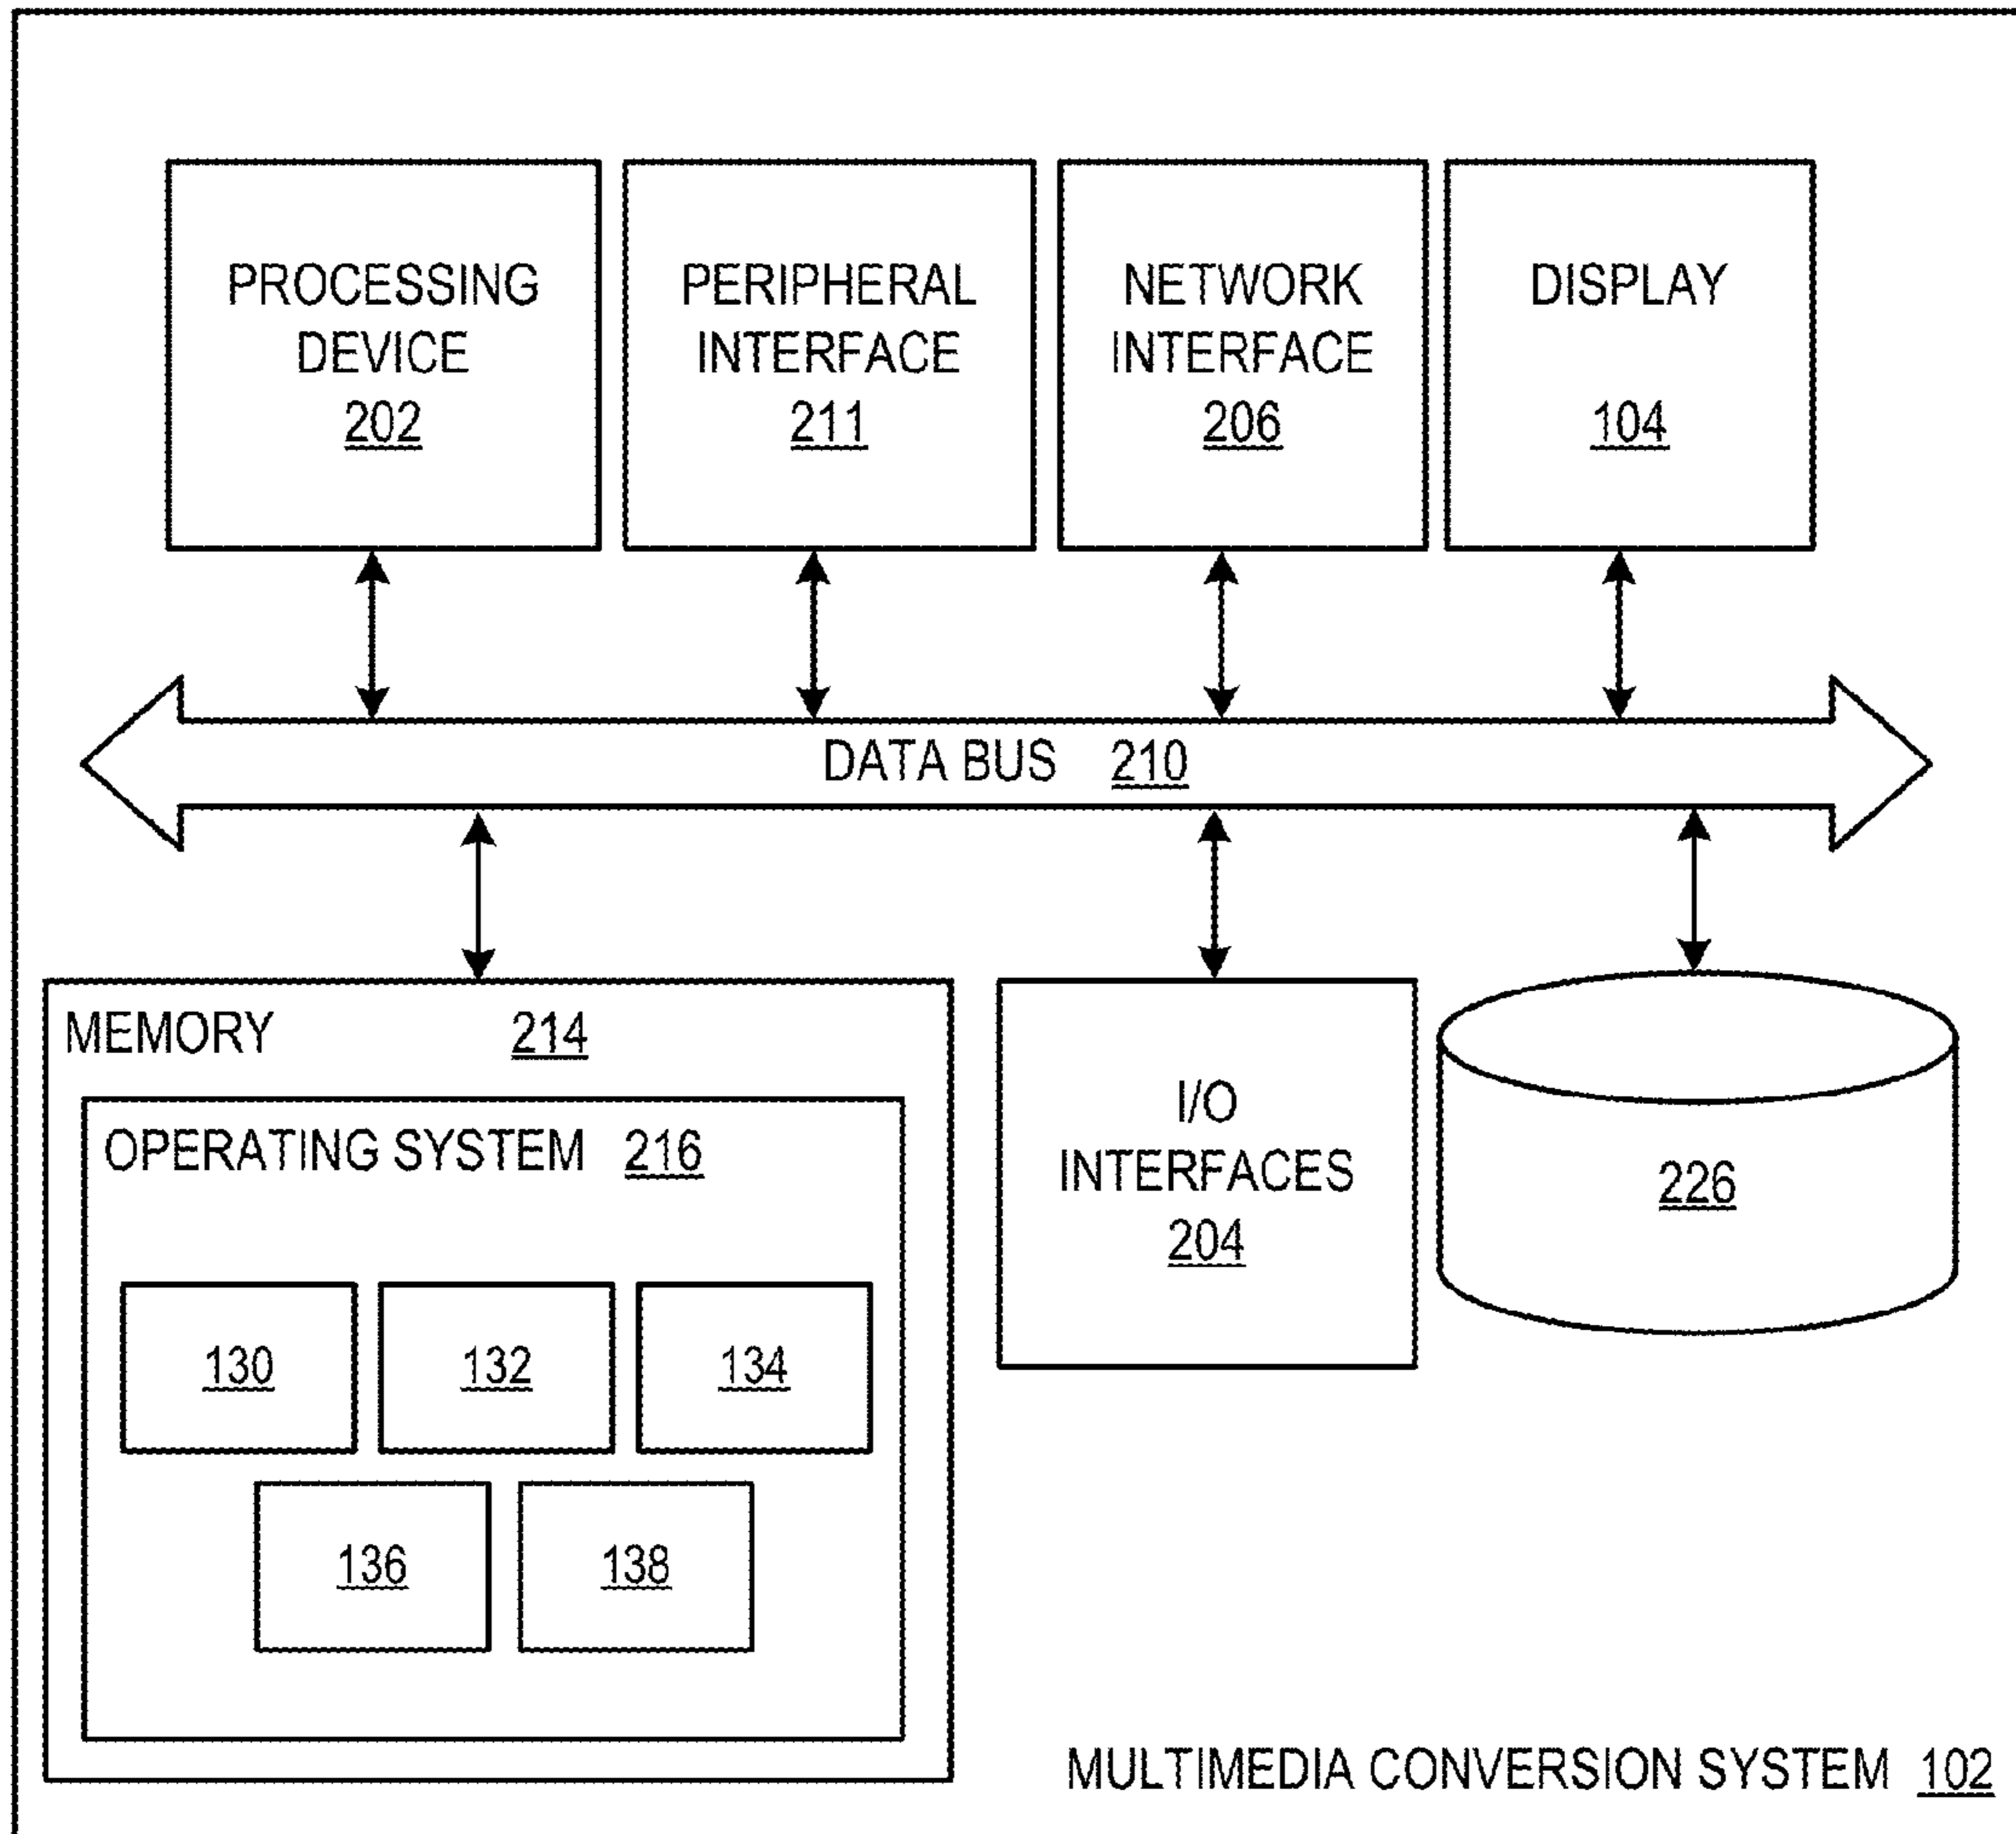 PROCESSING
DEVICE
202
PERIPHERAL
INTERFACE
211
NETWORK
INTERFACE
206
DISPLAY
104
DATA BUS 210
MEMORY 214
OPERATING SYSTEM 216
130
132
134
136
138
I/O
INTERFACES
204
226
MULTIMEDIA CONVERSION SYSTEM 102